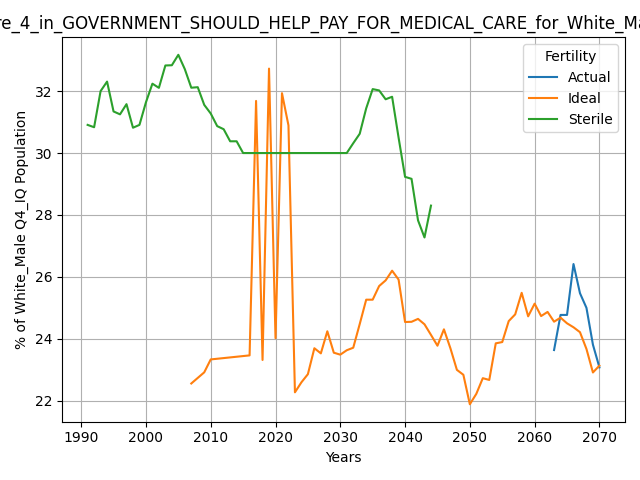 re_4_in_GOVERNMENT_SHOULD_HELP_PAY_FOR_MEDICAL_CARE_for_White_Ma
Fertility
Actual
Ideal
Sterile
% of White_Male Q4_IQ Population
32
30
28
26
24
22
1990 2000 2010 2020 2030 2040 2050 2060 2070
Years